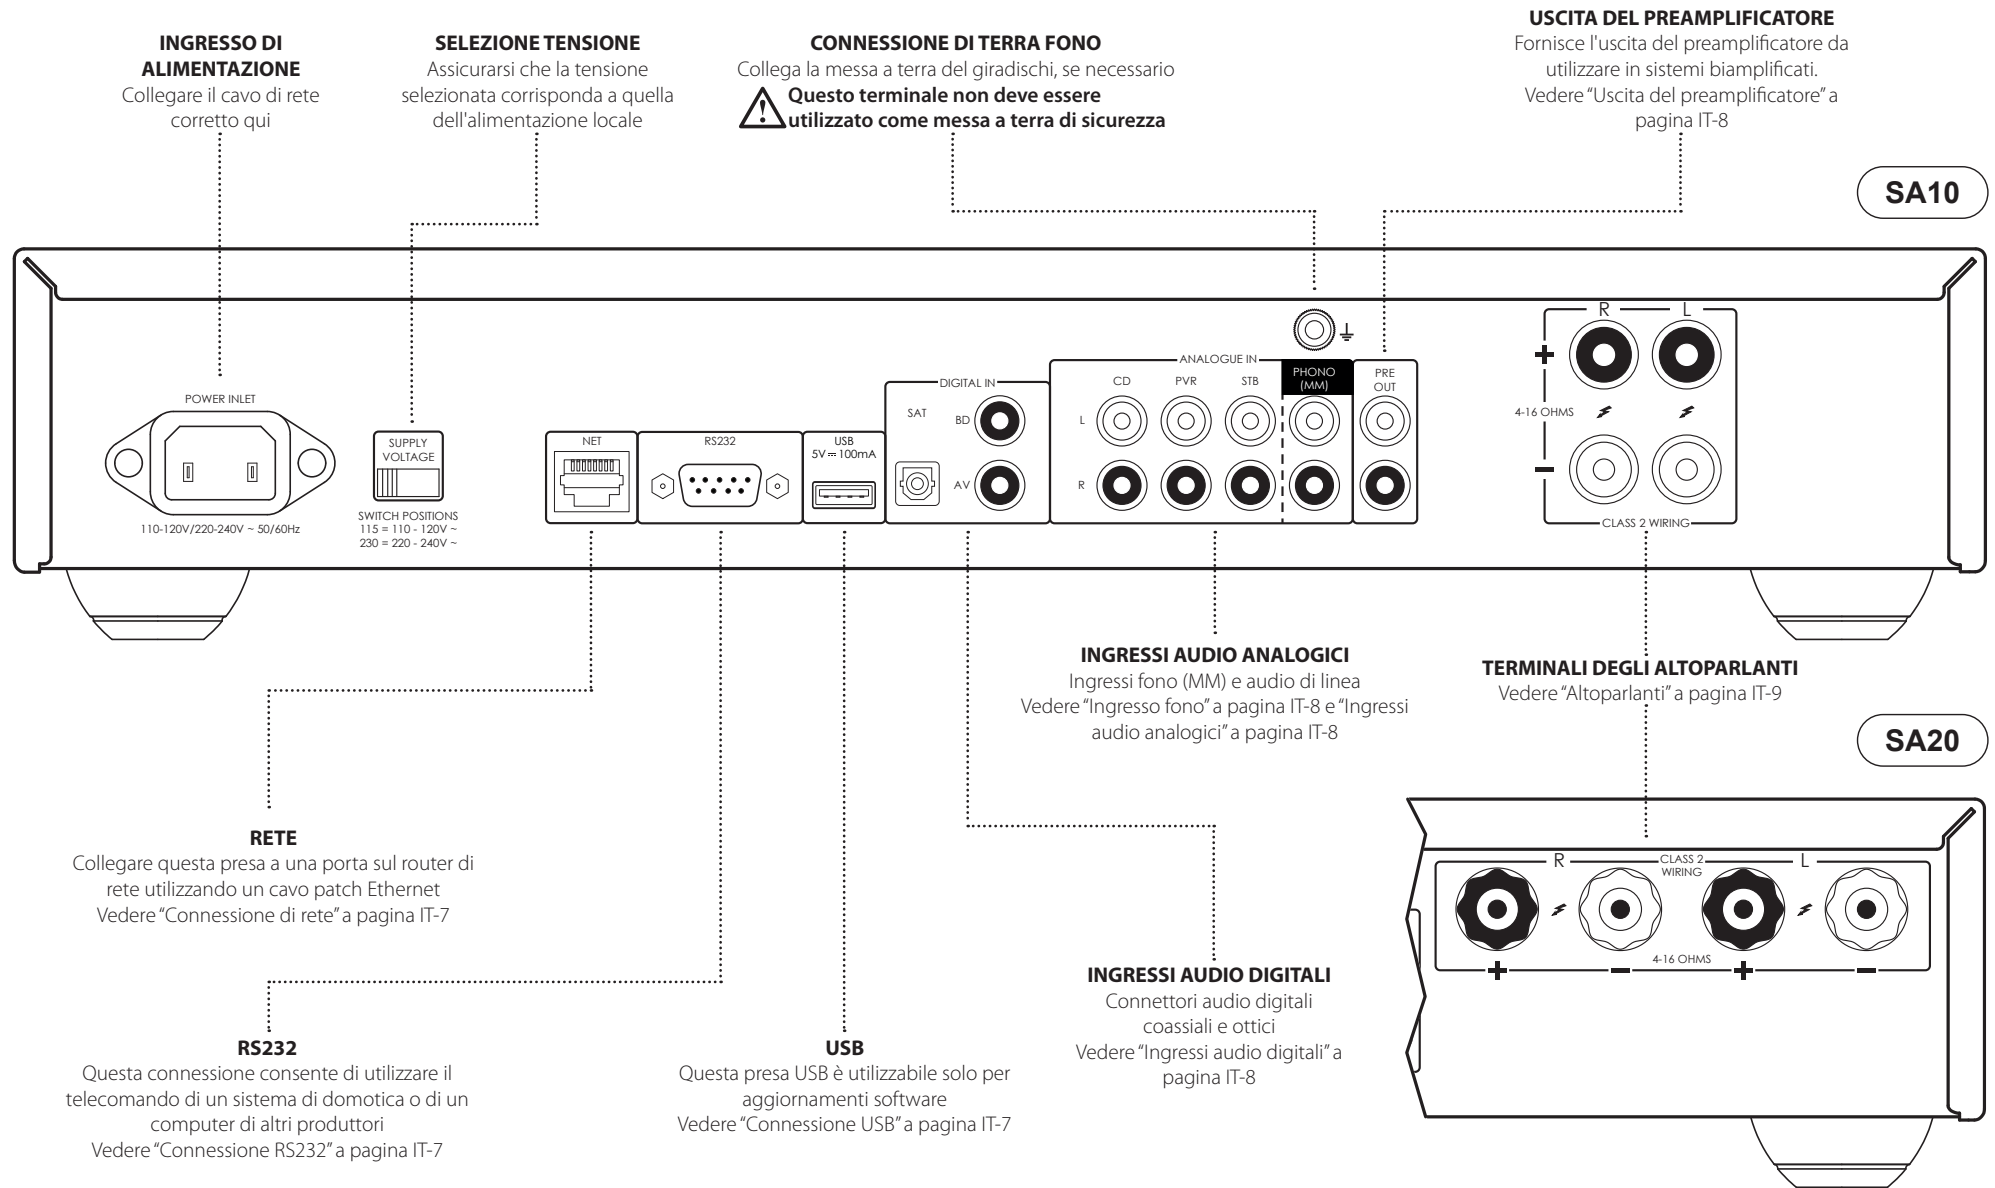 INGRESSO DI
ALIMENTAZIONE
Collegare il cavo di rete
corretto qui
SELEZIONE TENSIONE
Assicurarsi che la tensione
selezionata corrisponda a quella
dell'alimentazione locale
CONNESSIONE DI TERRA FONO
Collega la messa a terra del giradischi, se necessario
Questo terminale non deve essere
utilizzato come messa a terra di sicurezza
USCITA DEL PREAMPLIFICATORE
Fornisce l'uscita del preamplificatore da
utilizzare in sistemi biamplificati.
Vedere “Uscita del preamplificatore” a
pagina IT-8
SA10
POWER INLET
110-120V/220-240V ~ 50/60Hz
SUPPLY
VOLTAGE
SWITCH POSITIONS
115 = 110 - 120V ~
230 = 220 - 240V ~
NET
RS232
USB
5V ⎓ 100mA
DIGITAL IN
SAT
BD
AV
ANALOGUE IN
CD
PVR
STB
PHONO
(MM)
PRE
OUT
L
R
R
L
+
4-16 OHMS
−
CLASS 2 WIRING
INGRESSI AUDIO ANALOGICI
Ingressi fono (MM) e audio di linea
Vedere “Ingresso fono” a pagina IT-8 e “Ingressi
audio analogici” a pagina IT-8
TERMINALI DEGLI ALTOPARLANTI
Vedere “Altoparlanti” a pagina IT-9
SA20
R
CLASS 2
WIRING
L
4-16 OHMS
+
−
+
−
RETE
Collegare questa presa a una porta sul router di
rete utilizzando un cavo patch Ethernet
Vedere “Connessione di rete” a pagina IT-7
INGRESSI AUDIO DIGITALI
Connettori audio digitali
coassiali e ottici
Vedere “Ingressi audio digitali” a
pagina IT-8
RS232
Questa connessione consente di utilizzare il
telecomando di un sistema di domotica o di un
computer di altri produttori
Vedere “Connessione RS232” a pagina IT-7
USB
Questa presa USB è utilizzabile solo per
aggiornamenti software
Vedere “Connessione USB” a pagina IT-7